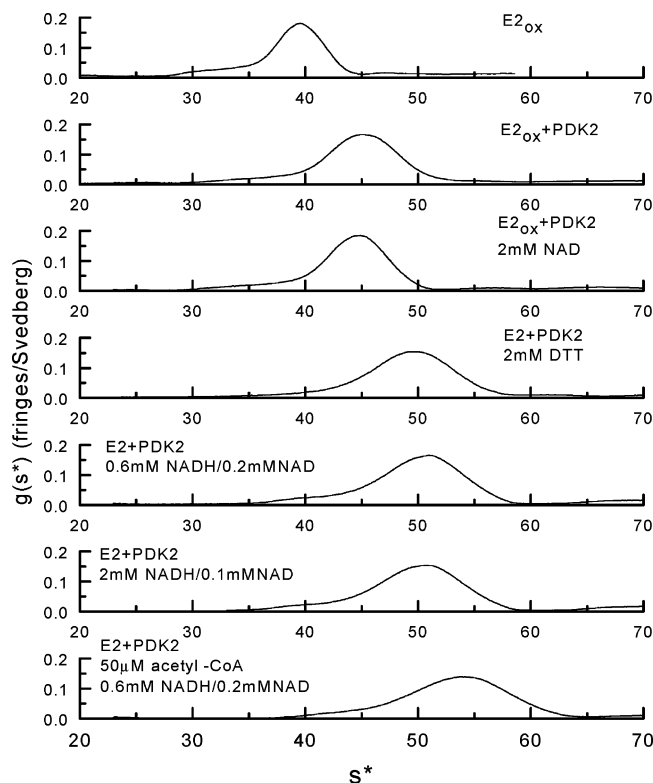 g(s*) (fringes/Svedberg)
E2ox
0.2
0.1
0.0
20 30 40 50 60 70
E2ox+PDK2
0.2
0.1
0.0
20 30 40 50 60 70
E2ox+PDK2
2mM NAD
0.2
0.1
0.0
20 30 40 50 60 70
E2+PDK2
2mM DTT
0.2
0.1
0.0
20 30 40 50 60 70
E2+PDK2
0.6mM NADH/0.2mMNAD
0.2
0.1
0.0
20 30 40 50 60 70
E2+PDK2
2mM NADH/0.1mMNAD
0.2
0.1
0.0
20 30 40 50 60 70
E2+PDK2
50μM acetyl -CoA
0.6mM NADH/0.2mMNAD
0.2
0.1
0.0
20 30 40 50 60 70
s*